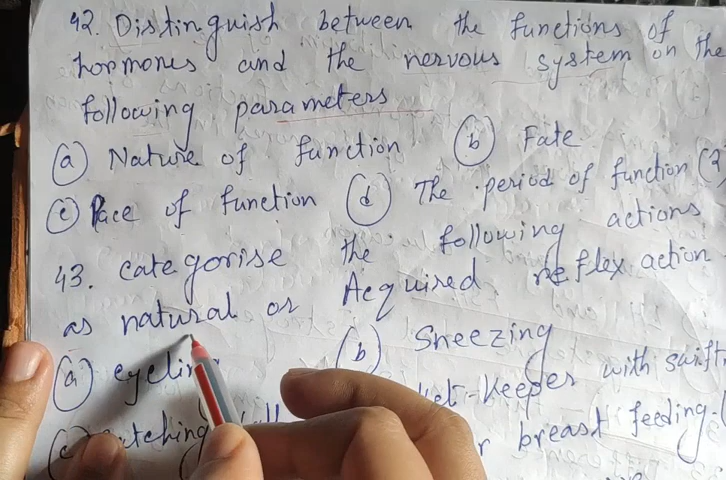 42. Distinguish between the functions of
hormones and the nervous system on the
following parameters
(a) Nature of function (b) Fate
(c) Pace of function (d) The period of function
43. categorise the following actions
as natural or Acquired reflex action
(a) (b) Sneezing
Keeper with swift
breast feeding.